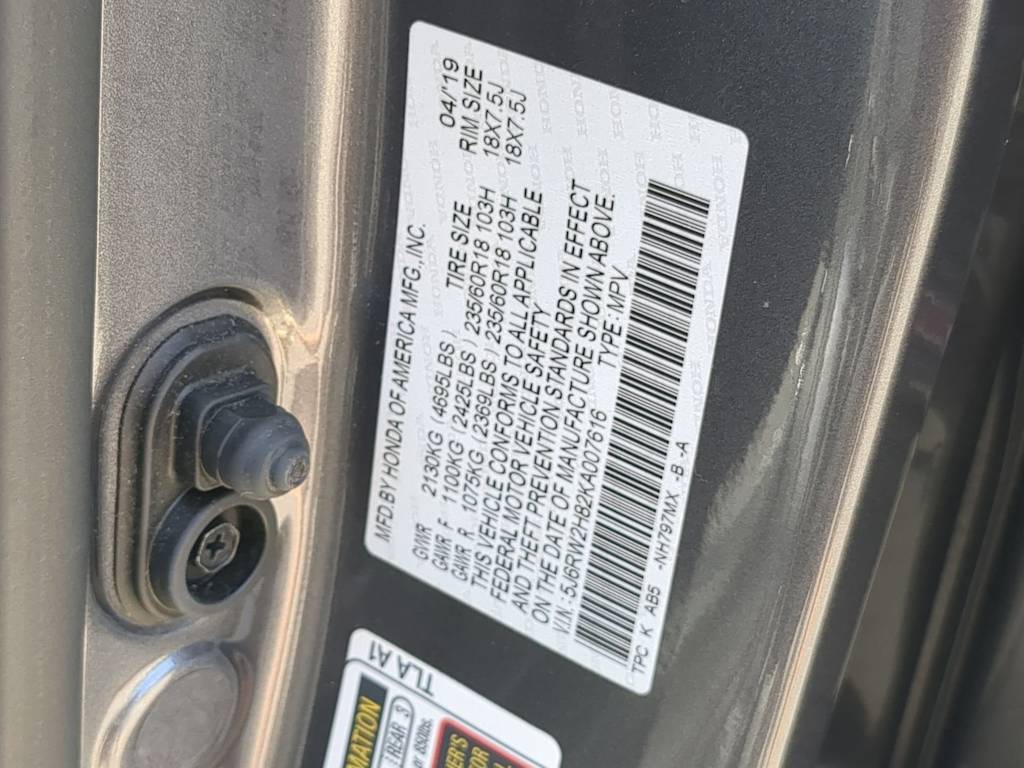 MFD.BY HONDA OF AMERICA MFG.,INC. 04/'19
GVWR 2130KG (4695LBS) TIRE SIZE RIM SIZE
GAWR F 1100KG (2425LBS) 235/60R18 103H 18X7.5J
GAWR R 1075KG (2369LBS) 235/60R18 103H 18X7.5J
THIS VEHICLE CONFORMS TO ALL APPLICABLE
FEDERAL MOTOR VEHICLE SAFETY
AND THEFT PREVENTION STANDARDS IN EFFECT
ON THE DATE OF MANUFACTURE SHOWN ABOVE.
V.I.N.:5J6RW2H82KA007616 TYPE:MPV
TPC K AB5 -NH797MX -B -A
TLA A1
REAR 3
850lbs.